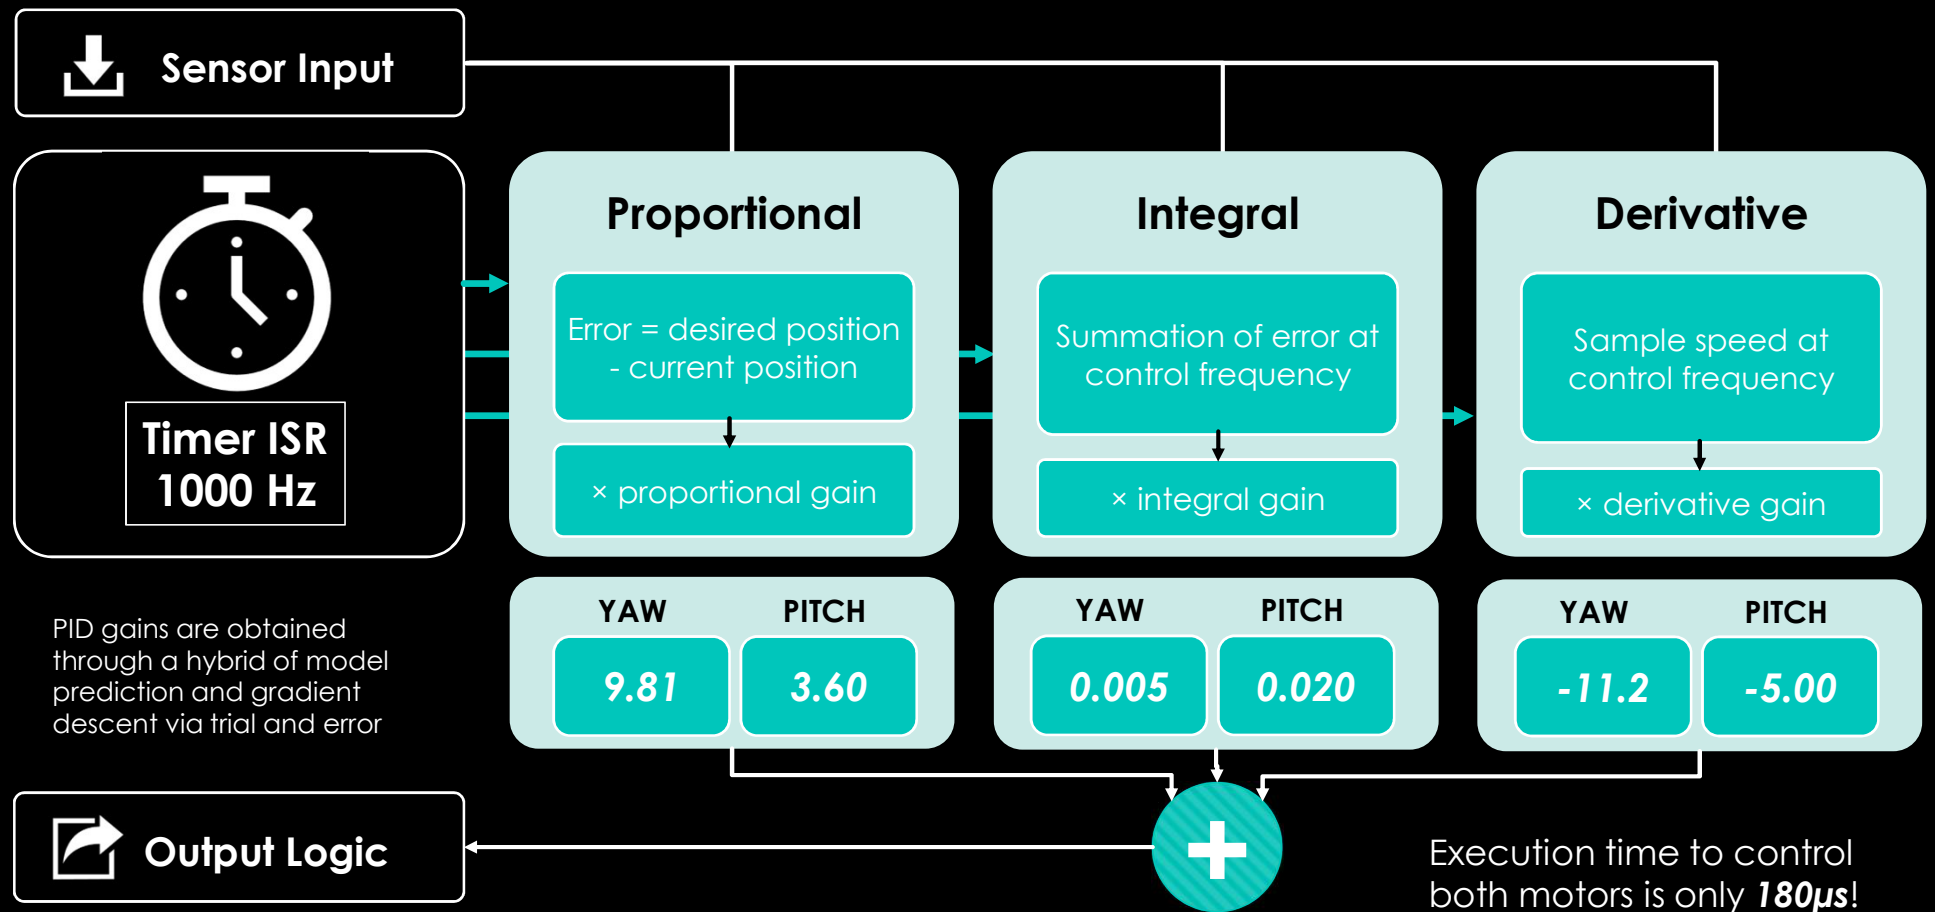 Sensor Input
Timer ISR
1000 Hz
Proportional
Error = desired position
- current position
× proportional gain
Integral
Summation of error at
control frequency
× integral gain
Derivative
Sample speed at
control frequency
× derivative gain
YAW PITCH
9.81 3.60
YAW PITCH
0.005 0.020
YAW PITCH
-11.2 -5.00
PID gains are obtained
through a hybrid of model
prediction and gradient
descent via trial and error
Output Logic
+
Execution time to control
both motors is only 180µs!